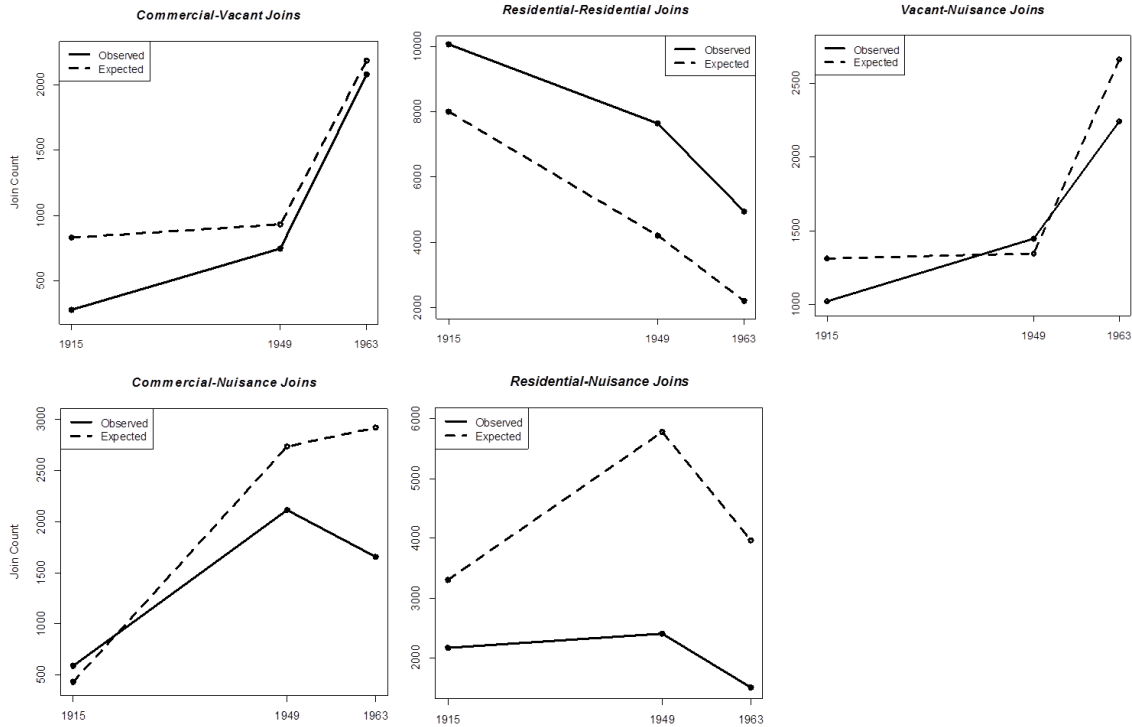 Commercial-Vacant Joins
Observed
Expected
Join Count
2000
1500
1000
500
1915
1949
1963
Residential-Residential Joins
Observed
Expected
10000
8000
6000
4000
2000
1915
1949
1963
Vacant-Nuisance Joins
Observed
Expected
2500
2000
1500
1000
1915
1949
1963
Commercial-Nuisance Joins
Observed
Expected
Join Count
3000
2500
2000
1500
1000
500
1915
1949
1963
Residential-Nuisance Joins
Observed
Expected
6000
5000
4000
3000
2000
1915
1949
1963